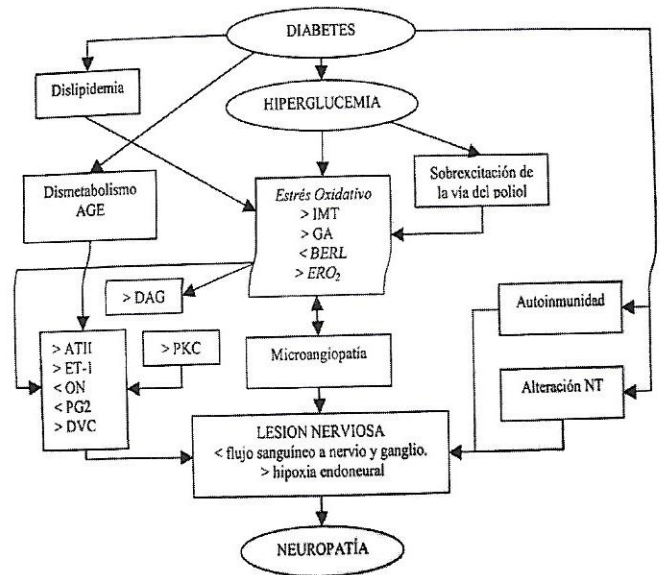 DIABETES
Dislipidemia
HIPERGLUCEMIA
Dismetabolismo
AGE
Estrés Oxidativo
> IMT
> GA
< BERL
> ERO₂
Sobrexcitación de
la vía del poliol
> DAG
> ATII
> ET-1
< ON
< PG2
> DVC
> PKC
Microangiopatía
Autoinmunidad
Alteración NT
LESION NERVIOSA
< flujo sanguíneo a nervio y ganglio.
> hipoxia endoneural
NEUROPATÍA